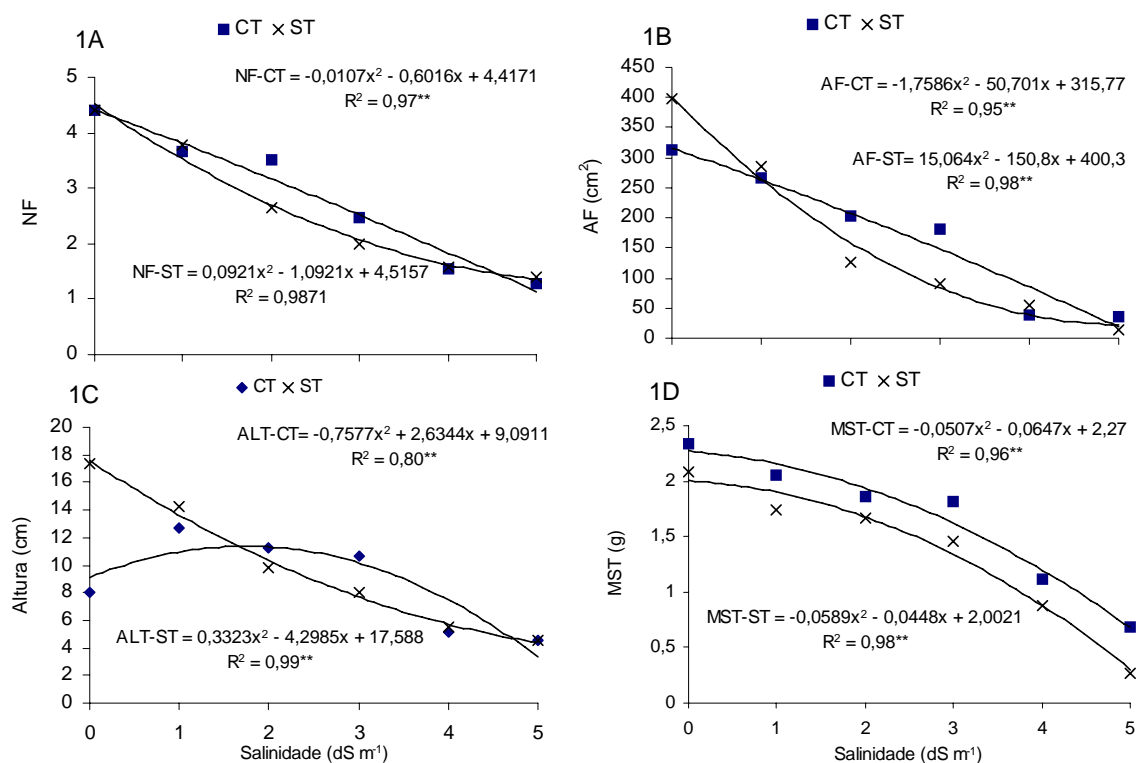 1A
CT ST
NF-CT = -0,0107x² - 0,6016x + 4,4171
R² = 0,97**
NF-ST = 0,0921x² - 1,0921x + 4,5157
R² = 0,9871
NF
5
4
3
2
1
0
1B
CT ST
AF-CT = -1,7586x² - 50,701x + 315,77
R² = 0,95**
AF-ST= 15,064x² - 150,8x + 400,3
R² = 0,98**
AF (cm²)
450
400
350
300
250
200
150
100
50
0
1C
CT ST
ALT-CT= -0,7577x² + 2,6344x + 9,0911
R² = 0,80**
ALT-ST = 0,3323x² - 4,2985x + 17,588
R² = 0,99**
Altura (cm)
20
18
16
14
12
10
8
6
4
2
0
0 1 2 3 4 5
Salinidade (dS m⁻¹)
1D
CT ST
MST-CT = -0,0507x² - 0,0647x + 2,27
R² = 0,96**
MST-ST = -0,0589x² - 0,0448x + 2,0021
R² = 0,98**
MST (g)
2,5
2
1,5
1
0,5
0
0 1 2 3 4 5
Salinidade (dS m⁻¹)